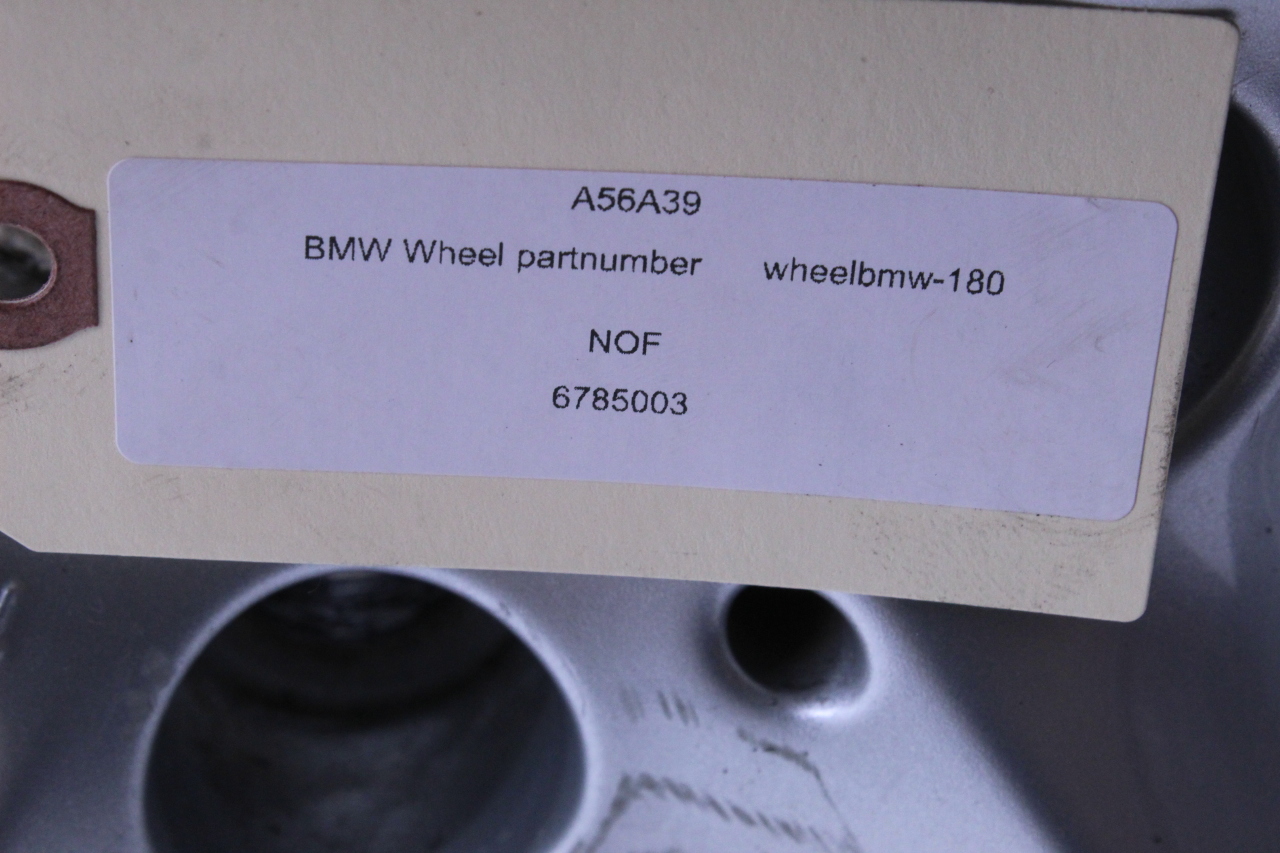 A56A39
BMW Wheel partnumber wheelbmw-180
NOF
6785003